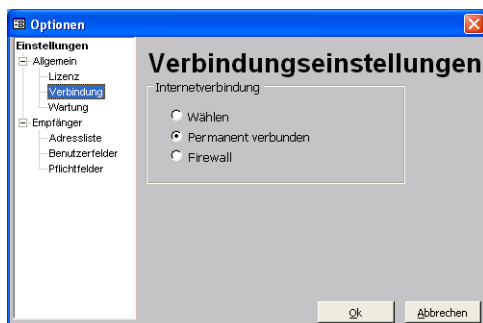 Optionen
Einstellungen
Allgemein
Lizenz
Verbindung
Wartung
Empfänger
Adressliste
Benutzerfelder
Pflichtfelder
Verbindungseinstellungen
Internetverbindung
Wählen
Permanent verbunden
Firewall
Ok
Abbrechen